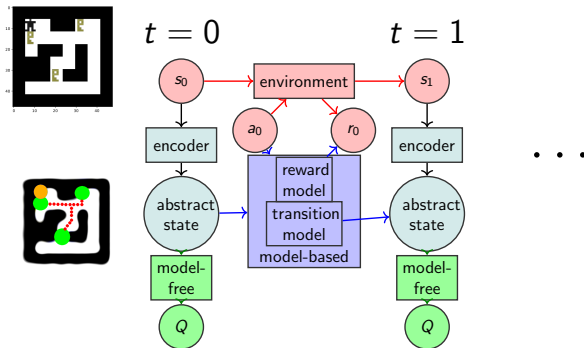 t = 0
t = 1
s₀
environment
s₁
a₀
r₀
encoder
encoder
reward
model
abstract
state
transition
model
abstract
state
model-based
model-
free
model-
free
Q
Q
. . .